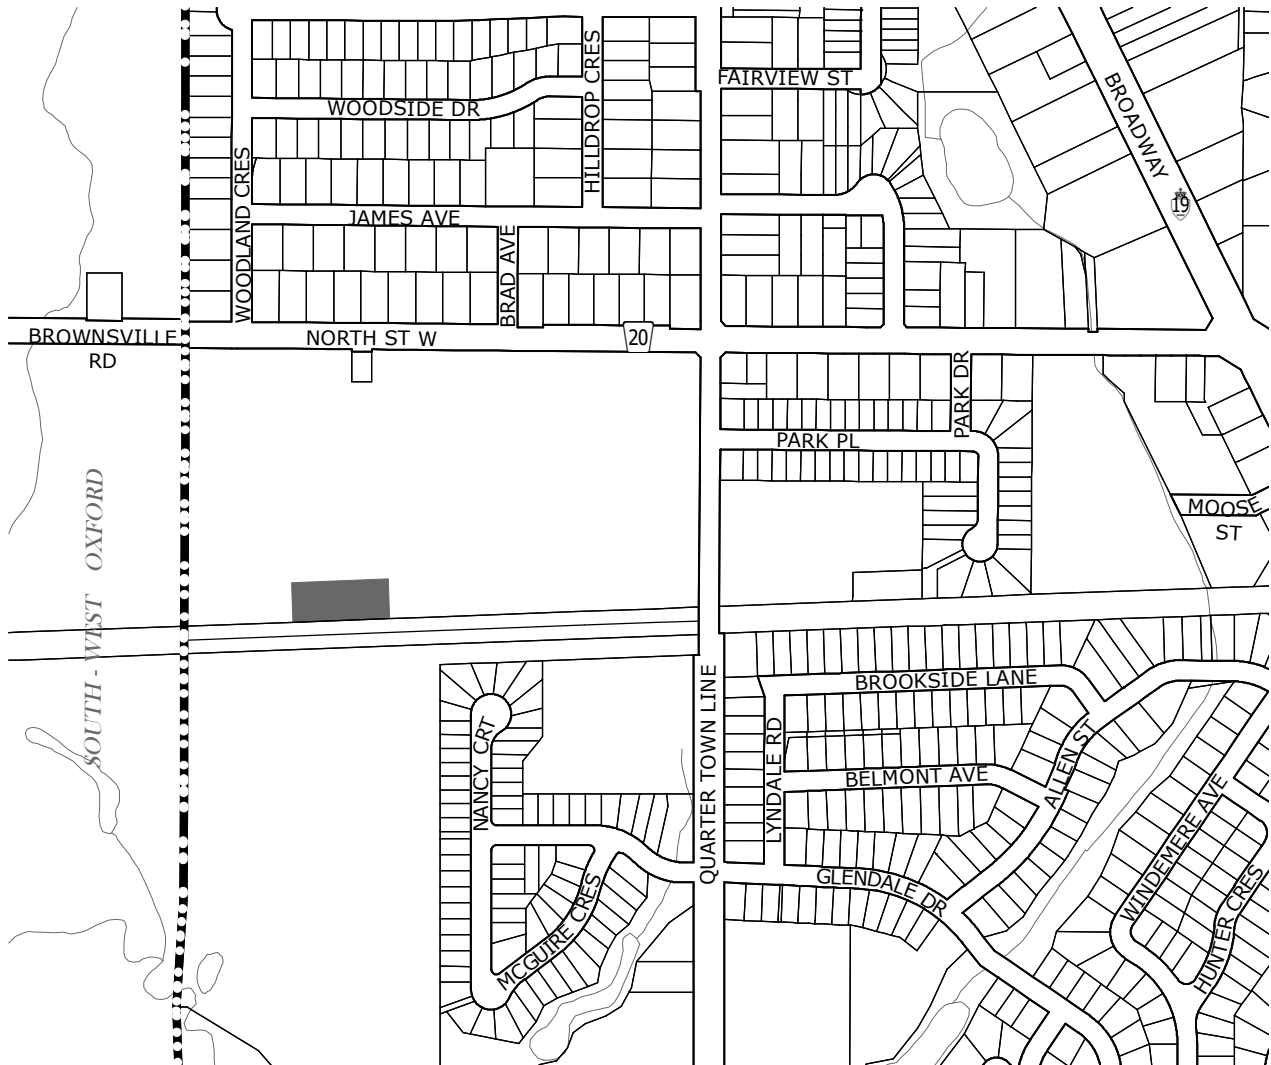 FAIRVIEW ST
HILLDROP CRES
BROADWAY
WOODSIDE DR
WOODLAND CRES
19
JAMES AVE
BRAD AVE
BROWNSVILLE
RD
NORTH ST W
20
PARK DR
PARK PL
SOUTH - WEST OXFORD
MOOSE
ST
BROOKSIDE LANE
QUARTER TOWN LINE
NANCY CRT
LYNDALE RD
ALLEN ST
BELMONT AVE
WINDEMERE AVE
GLENDALE DR
HUNTER CRES
MCGUIRE CRES